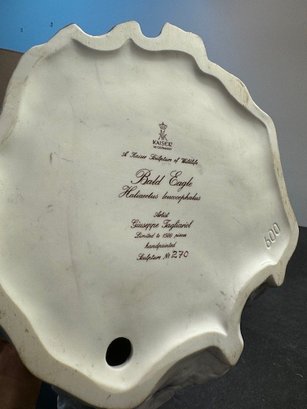 KAISER
W. GERMANY
A Kaiser Sculpture of Wildlife
Bald Eagle
Haliaeetus leucocephalus
Artist
Giuseppe Tagliariol
Limited to 1500 pieces
handpainted
Sculpture № 270
600